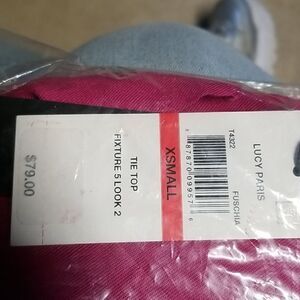 LUCY PARIS
T4322 FUSCHIA
XSMALL
TIE TOP
FIXTURE 5 LOOK 2
$79.00